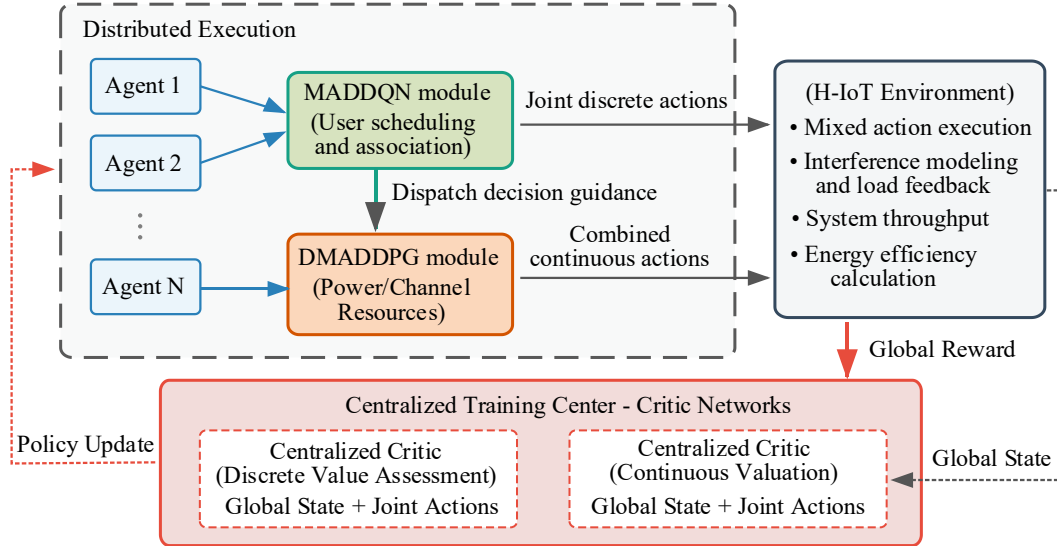 Distributed Execution
Agent 1
Agent 2
⋮
Agent N
MADDQN module
(User scheduling
and association)
Dispatch decision guidance
DMADDPG module
(Power/Channel
Resources)
Joint discrete actions
Combined
continuous actions
(H-IoT Environment)
• Mixed action execution
• Interference modeling
and load feedback
• System throughput
• Energy efficiency
calculation
Global Reward
Centralized Training Center - Critic Networks
Centralized Critic
(Discrete Value Assessment)
Global State + Joint Actions
Centralized Critic
(Continuous Valuation)
Global State + Joint Actions
Policy Update
Global State